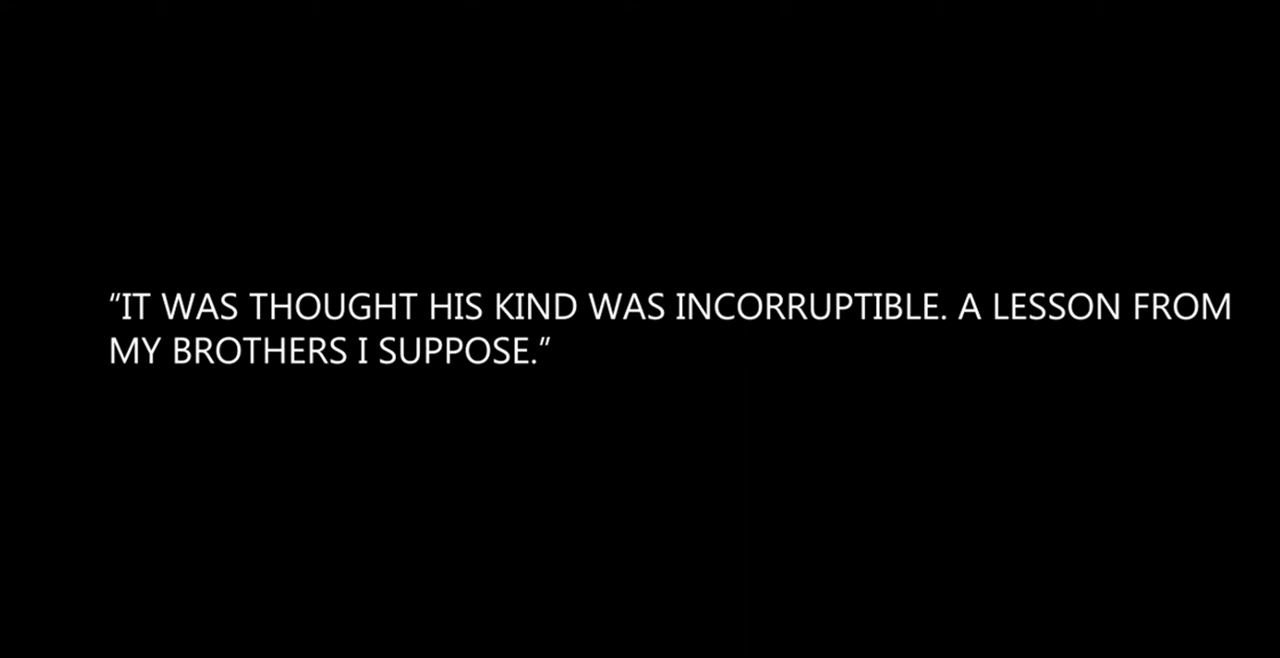 “IT WAS THOUGHT HIS KIND WAS INCORRUPTIBLE. A LESSON FROM
MY BROTHERS I SUPPOSE.”